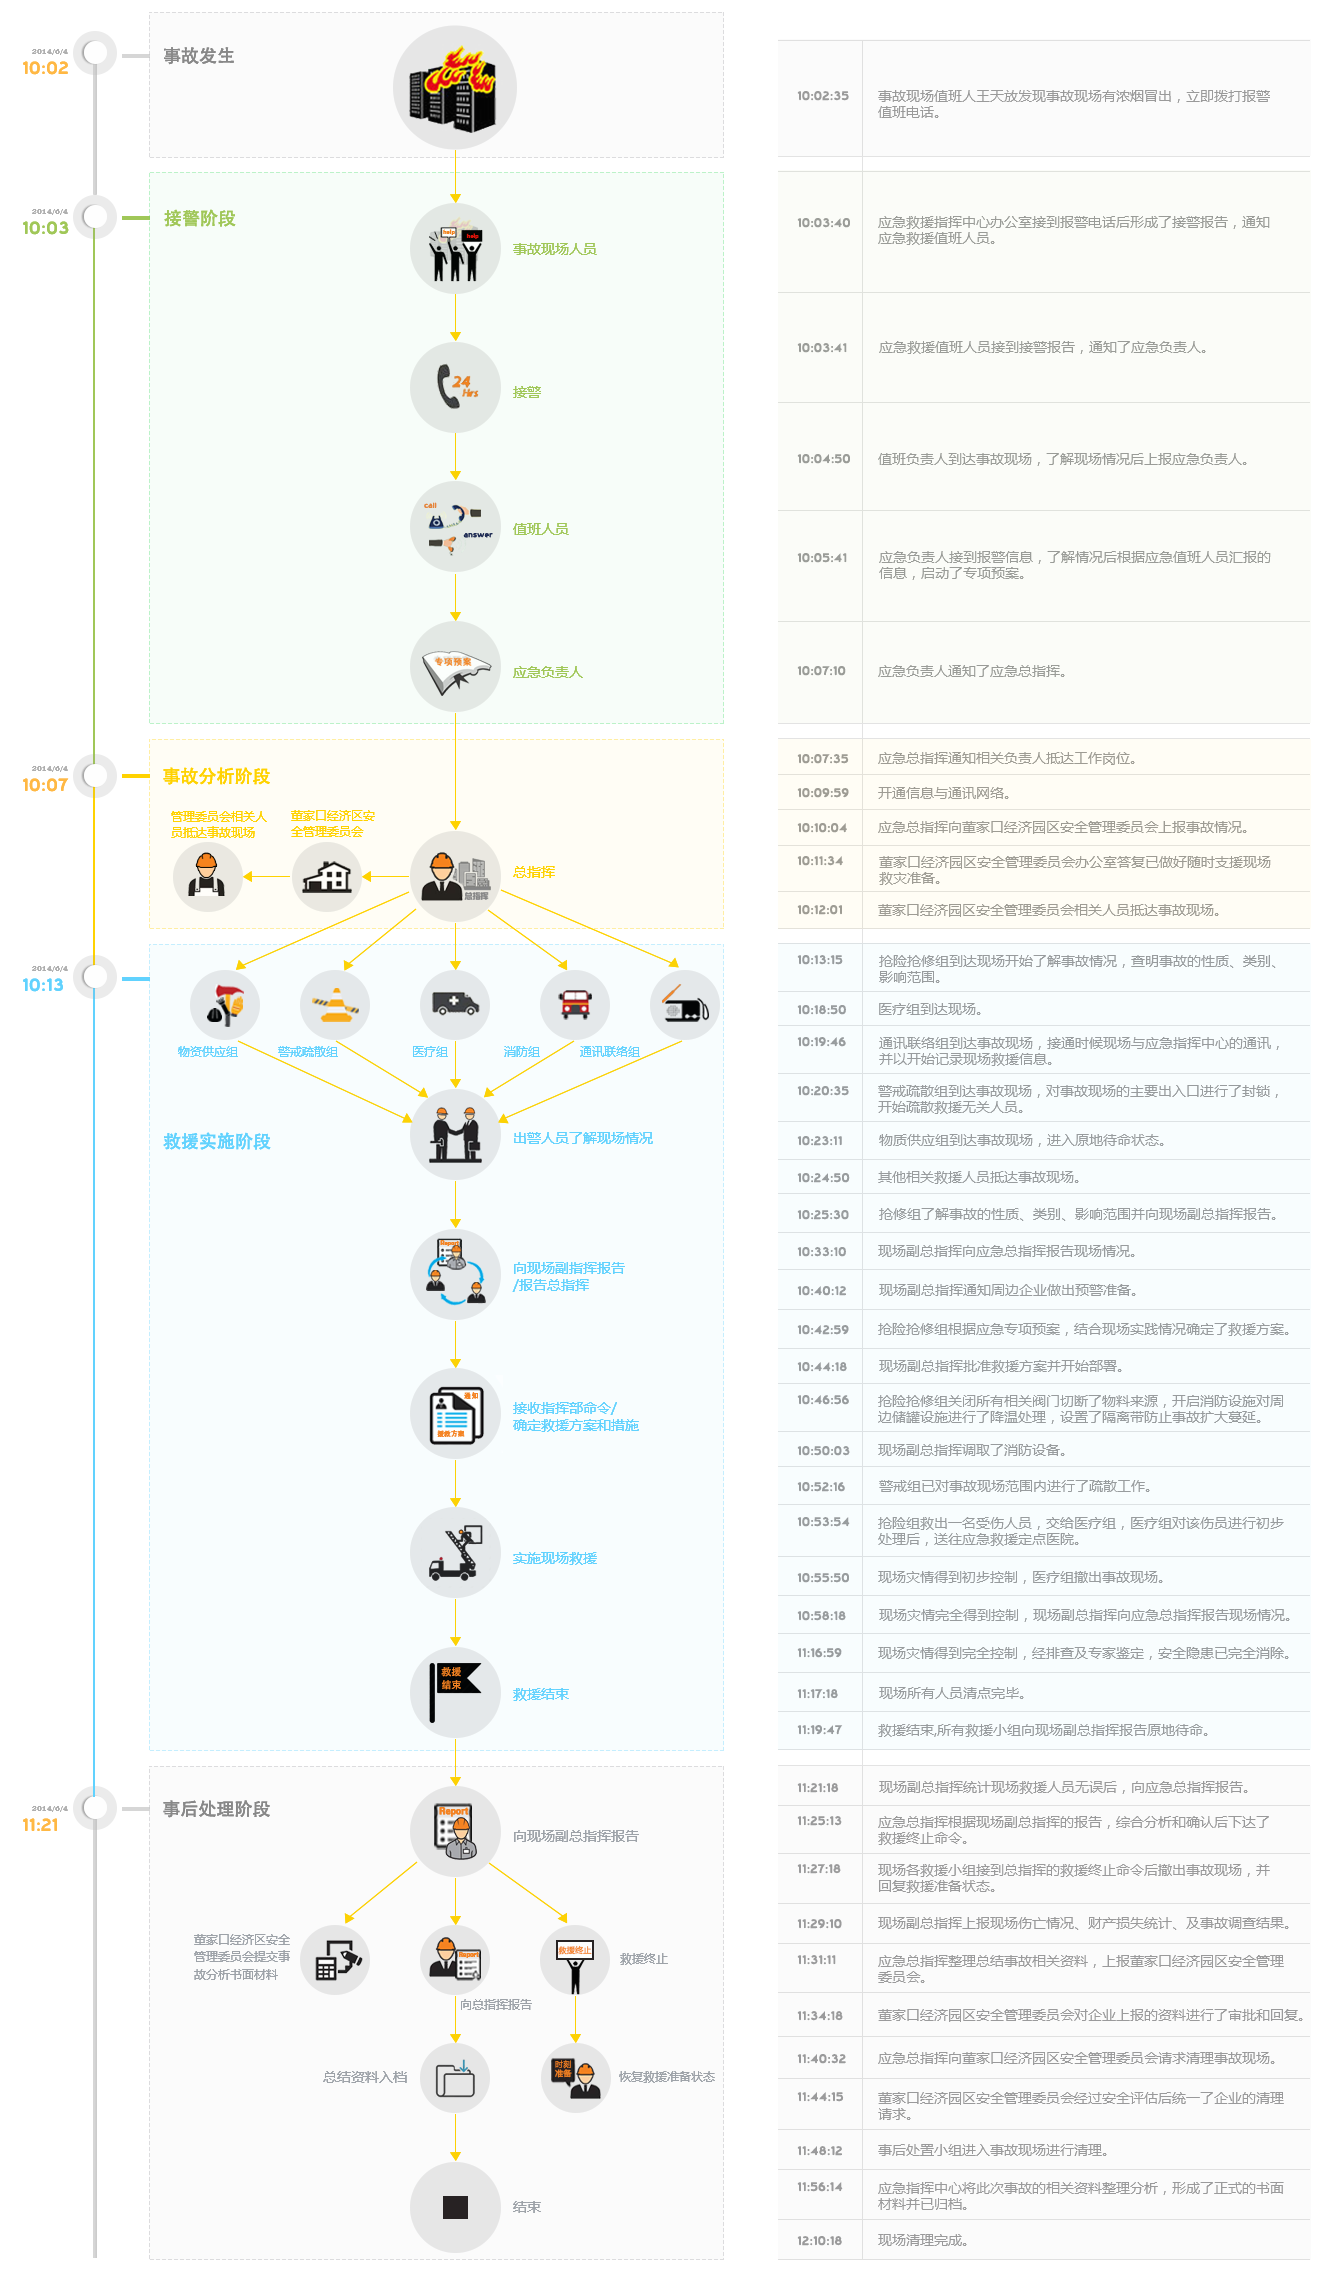 2014/6/4
10:02
事故发生
2014/6/4
10:03
接警阶段
help
help
事故现场人员
24
Hrs
接警
call
answer
值班人员
专项预案
应急负责人
2014/6/4
10:07
事故分析阶段
管理委员会相关人
员抵达事故现场
董家口经济区安
全管理委员会
总指挥
总指挥
2014/6/4
10:13
物资供应组
警戒疏散组
医疗组
消防组
通讯联络组
救援实施阶段
出警人员了解现场情况
Report
向现场副指挥报告
/报告总指挥
通知
援救方案
接收指挥部命令/
确定救援方案和措施
实施现场救援
救援
结束
救援结束
2014/6/4
11:21
事后处理阶段
Report
向现场副总指挥报告
董家口经济区安全
管理委员会提交事
故分析书面材料
Report
向总指挥报告
救援终止
救援终止
总结资料入档
时刻
准备
恢复救援准备状态
结束
10:02:35
事故现场值班人王天放发现事故现场有浓烟冒出，立即拨打报警
值班电话。
10:03:40
应急救援指挥中心办公室接到报警电话后形成了接警报告，通知
应急救援值班人员。
10:03:41
应急救援值班人员接到接警报告，通知了应急负责人。
10:04:50
值班负责人到达事故现场，了解现场情况后上报应急负责人。
10:05:41
应急负责人接到报警信息，了解情况后根据应急值班人员汇报的
信息，启动了专项预案。
10:07:10
应急负责人通知了应急总指挥。
10:07:35
应急总指挥通知相关负责人抵达工作岗位。
10:09:59
开通信息与通讯网络。
10:10:04
应急总指挥向董家口经济园区安全管理委员会上报事故情况。
10:11:34
董家口经济园区安全管理委员会办公室答复已做好随时支援现场
救灾准备。
10:12:01
董家口经济园区安全管理委员会相关人员抵达事故现场。
10:13:15
抢险抢修组到达现场开始了解事故情况，查明事故的性质、类别、
影响范围。
10:18:50
医疗组到达现场。
10:19:46
通讯联络组到达事故现场，接通时候现场与应急指挥中心的通讯，
并以开始记录现场救援信息。
10:20:35
警戒疏散组到达事故现场，对事故现场的主要出入口进行了封锁，
开始疏散救援无关人员。
10:23:11
物质供应组到达事故现场，进入原地待命状态。
10:24:50
其他相关救援人员抵达事故现场。
10:25:30
抢修组了解事故的性质、类别、影响范围并向现场副总指挥报告。
10:33:10
现场副总指挥向应急总指挥报告现场情况。
10:40:12
现场副总指挥通知周边企业做出预警准备。
10:42:59
抢险抢修组根据应急专项预案，结合现场实践情况确定了救援方案。
10:44:18
现场副总指挥批准救援方案并开始部署。
10:46:56
抢险抢修组关闭所有相关阀门切断了物料来源，开启消防设施对周
边储罐设施进行了降温处理，设置了隔离带防止事故扩大蔓延。
10:50:03
现场副总指挥调取了消防设备。
10:52:16
警戒组已对事故现场范围内进行了疏散工作。
10:53:54
抢险组救出一名受伤人员，交给医疗组，医疗组对该伤员进行初步
处理后，送往应急救援定点医院。
10:55:50
现场灾情得到初步控制，医疗组撤出事故现场。
10:58:18
现场灾情完全得到控制，现场副总指挥向应急总指挥报告现场情况。
11:16:59
现场灾情得到完全控制，经排查及专家鉴定，安全隐患已完全消除。
11:17:18
现场所有人员清点完毕。
11:19:47
救援结束,所有救援小组向现场副总指挥报告原地待命。
11:21:18
现场副总指挥统计现场救援人员无误后，向应急总指挥报告。
11:25:13
应急总指挥根据现场副总指挥的报告，综合分析和确认后下达了
救援终止命令。
11:27:18
现场各救援小组接到总指挥的救援终止命令后撤出事故现场，并
回复救援准备状态。
11:29:10
现场副总指挥上报现场伤亡情况、财产损失统计、及事故调查结果。
11:31:11
应急总指挥整理总结事故相关资料，上报董家口经济园区安全管理
委员会。
11:34:18
董家口经济园区安全管理委员会对企业上报的资料进行了审批和回复。
11:40:32
应急总指挥向董家口经济园区安全管理委员会请求清理事故现场。
11:44:15
董家口经济园区安全管理委员会经过安全评估后统一了企业的清理
请求。
11:48:12
事后处置小组进入事故现场进行清理。
11:56:14
应急指挥中心将此次事故的相关资料整理分析，形成了正式的书面
材料并已归档。
12:10:18
现场清理完成。